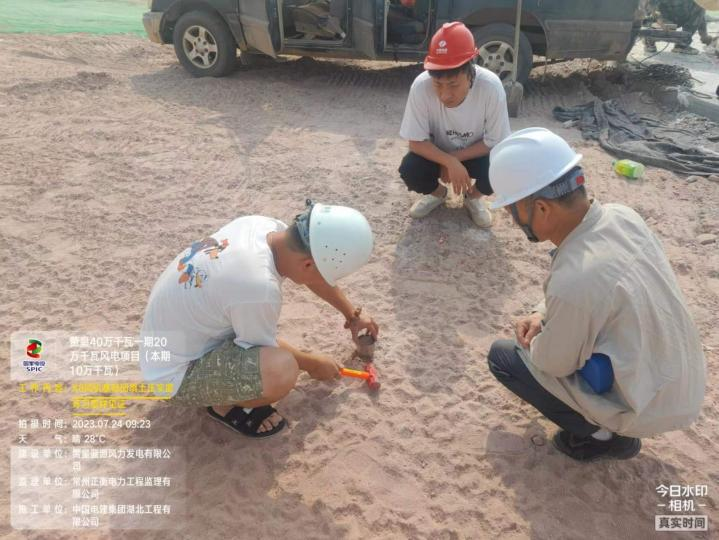 国家电投
SPIC
黄皇40万千瓦一期20
万千瓦风电项目（本期
10万千瓦）
工作内容：
拍摄时间：2023.07.24 09:23
天 气：晴 28℃
建设单位：
风力发电有限公
司
监理单位：常州正衡电力工程监理有
限公司
施工单位：中国电建集团湖北工程有
限公司
今日水印
-相机-
真实时间